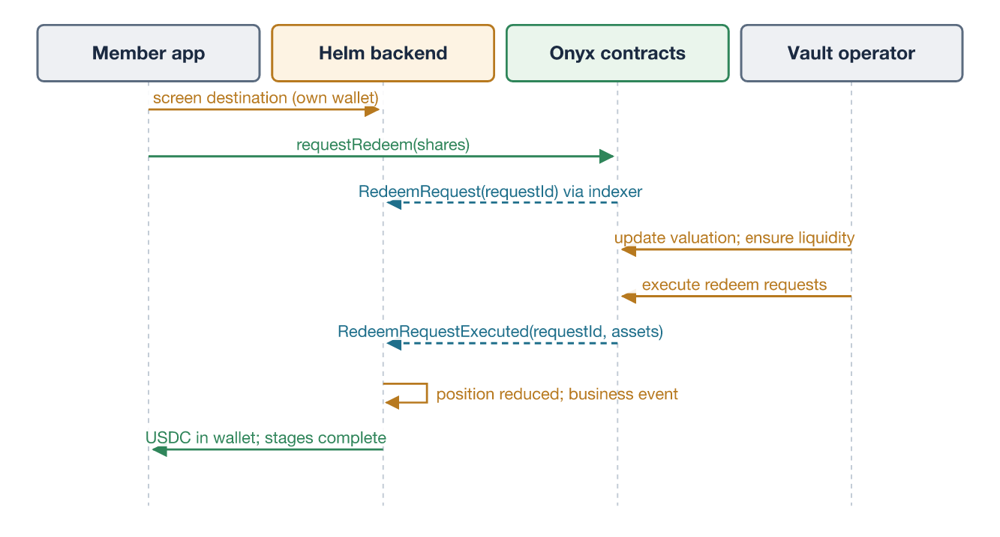 Member app
Helm backend
Onyx contracts
Vault operator
screen destination (own wallet)
requestRedeem(shares)
RedeemRequest(requestId) via indexer
update valuation; ensure liquidity
execute redeem requests
RedeemRequestExecuted(requestId, assets)
position reduced; business event
USDC in wallet; stages complete